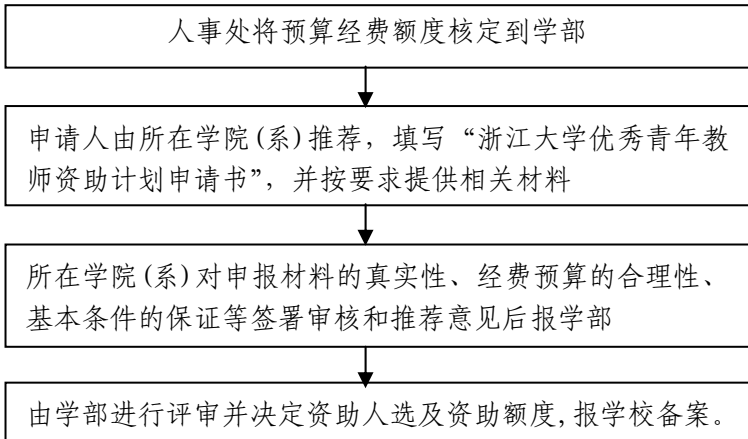 人事处将预算经费额度核定到学部
申请人由所在学院(系)推荐，填写“浙江大学优秀青年教
师资助计划申请书”，并按要求提供相关材料
所在学院(系)对申报材料的真实性、经费预算的合理性、
基本条件的保证等签署审核和推荐意见后报学部
由学部进行评审并决定资助人选及资助额度,报学校备案。